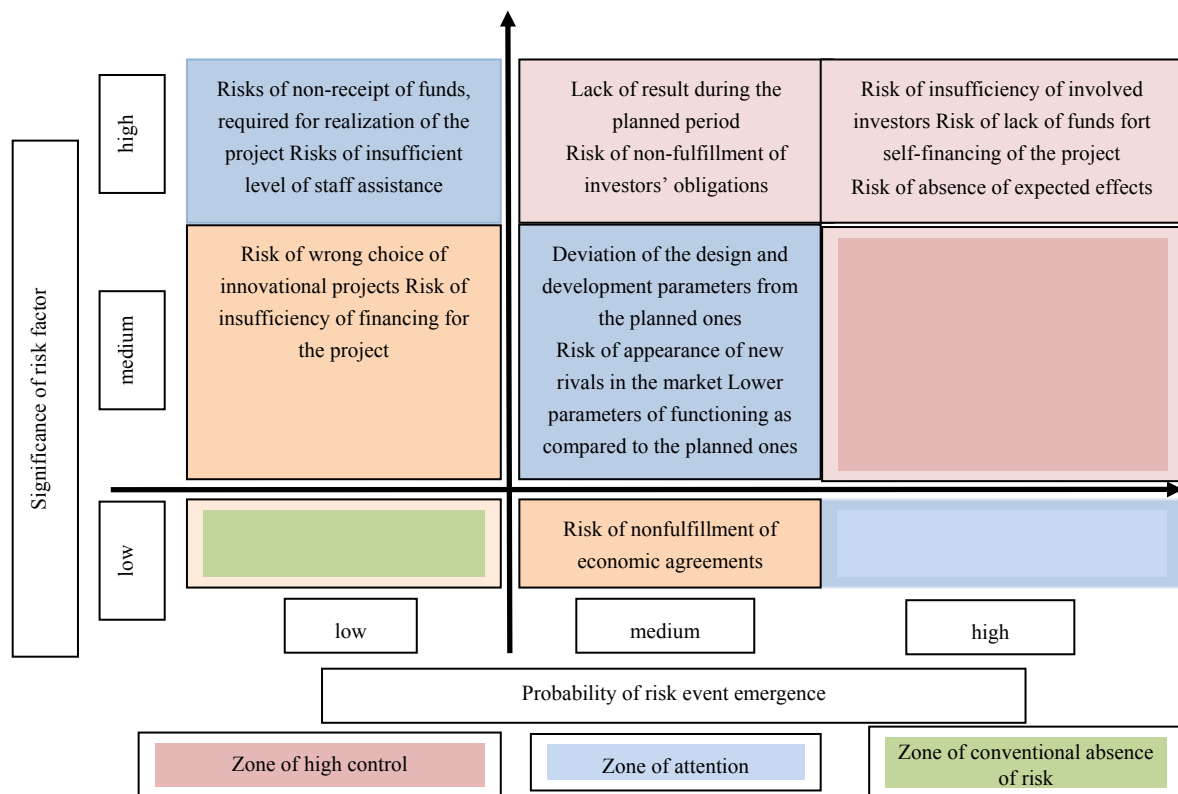 Significance of risk factor
high
Risks of non-receipt of funds,
required for realization of the
project Risks of insufficient
level of staff assistance
Lack of result during the
planned period
Risk of non-fulfillment of
investors’ obligations
Risk of insufficiency of involved
investors Risk of lack of funds fort
self-financing of the project
Risk of absence of expected effects
medium
Risk of wrong choice of
innovational projects Risk of
insufficiency of financing for
the project
Deviation of the design and
development parameters from
the planned ones
Risk of appearance of new
rivals in the market Lower
parameters of functioning as
compared to the planned ones
low
Risk of nonfulfillment of
economic agreements
low
medium
high
Probability of risk event emergence
Zone of high control
Zone of attention
Zone of conventional absence
of risk